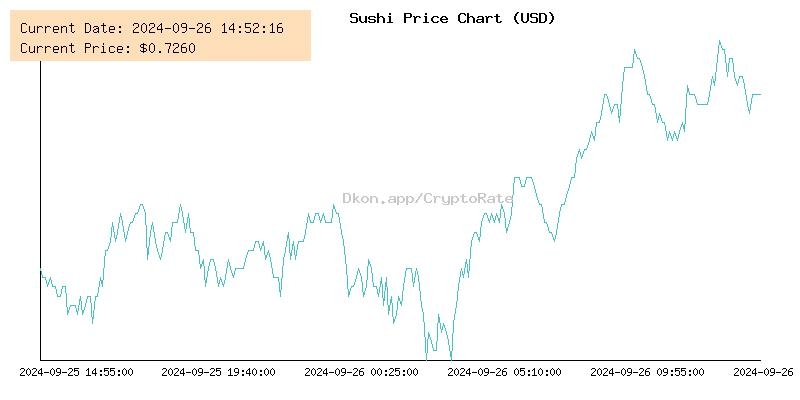 Sushi Price Chart (USD)
Current Date: 2024-09-26 14:52:16
Current Price: $0.7260
Dkon.app/CryptoRate
2024-09-25 14:55:00 2024-09-25 19:40:00 2024-09-26 00:25:00 2024-09-26 05:10:00 2024-09-26 09:55:00 2024-09-26